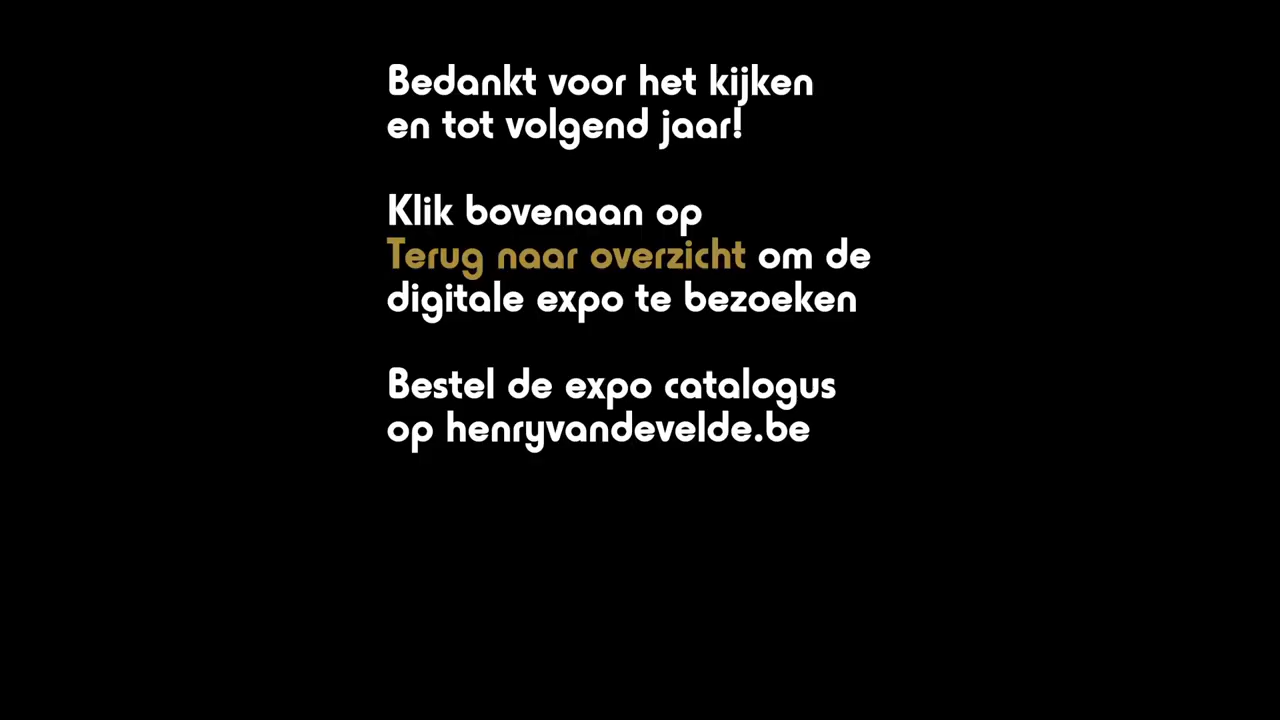 Bedankt voor het kijken
en tot volgend jaar!
Klik bovenaan op
Terug naar overzicht om de
digitale expo te bezoeken
Bestel de expo catalogus
op henryvandevelde.be